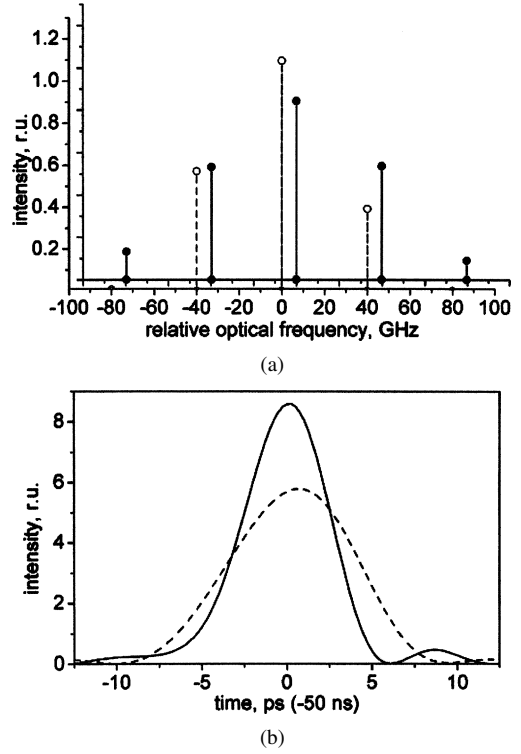 1.2
1.0
0.8
0.6
0.4
0.2
intensity, r.u.
-100 -80 -60 -40 -20 0 20 40 60 80 100
relative optical frequency, GHz
(a)
8
6
4
2
0
intensity, r.u.
-10 -5 0 5 10
time, ps (-50 ns)
(b)